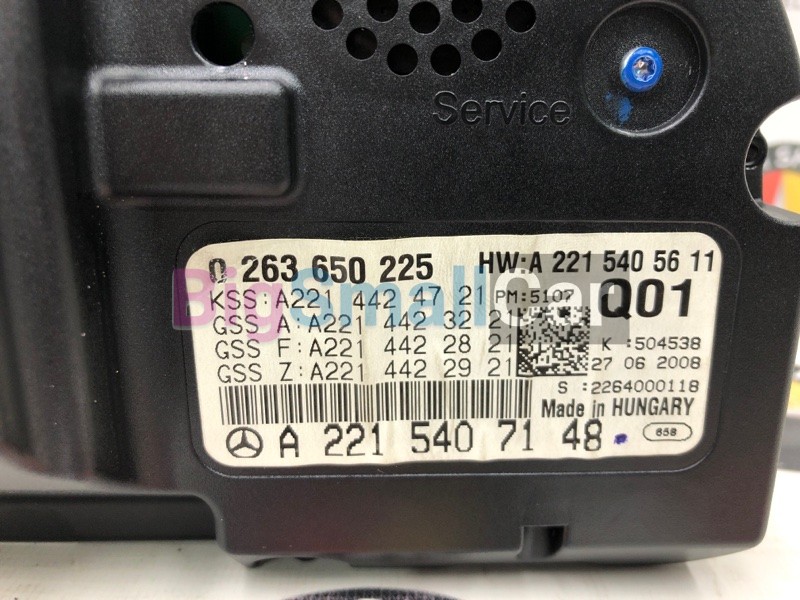 Service
0 263 650 225 HW:A 221 540 56 11
KSS:A221 442 47 21 PM:5107 Q01
GSS A:A221 442 32 21
GSS F:A221 442 28 21 K :504538
GSS Z:A221 442 29 21 27 06 2008
S :2264000118
Made in HUNGARY
A 221 540 71 48 658
BigSmallCar